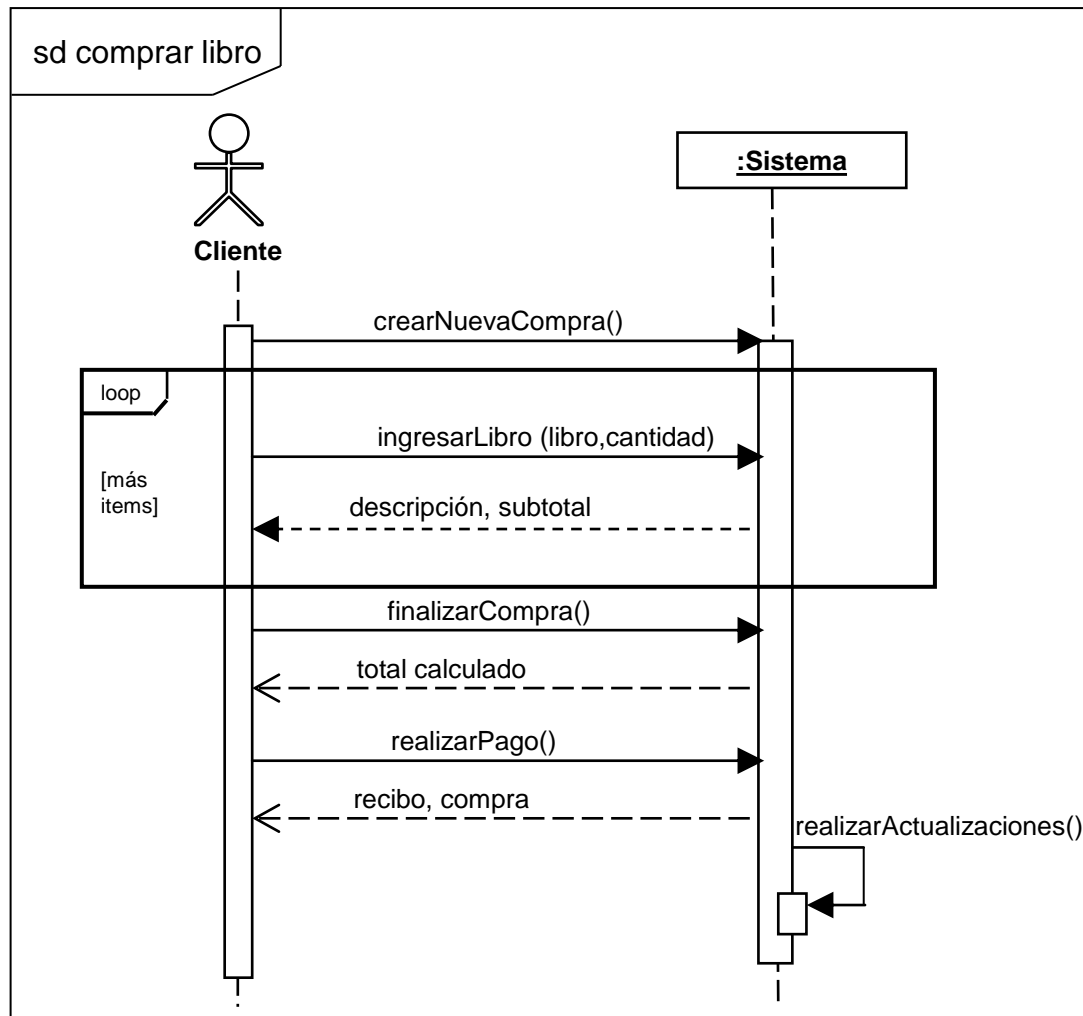 sd comprar libro
:Sistema
Cliente
crearNuevaCompra()
loop
ingresarLibro (libro,cantidad)
[más
items]
descripción, subtotal
finalizarCompra()
total calculado
realizarPago()
recibo, compra
realizarActualizaciones()